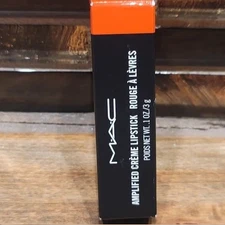 MAC
AMPLIFIED CRÈME LIPSTICK ROUGE À LÈVRES
POIDS NET WT. .1 OZ/3 g